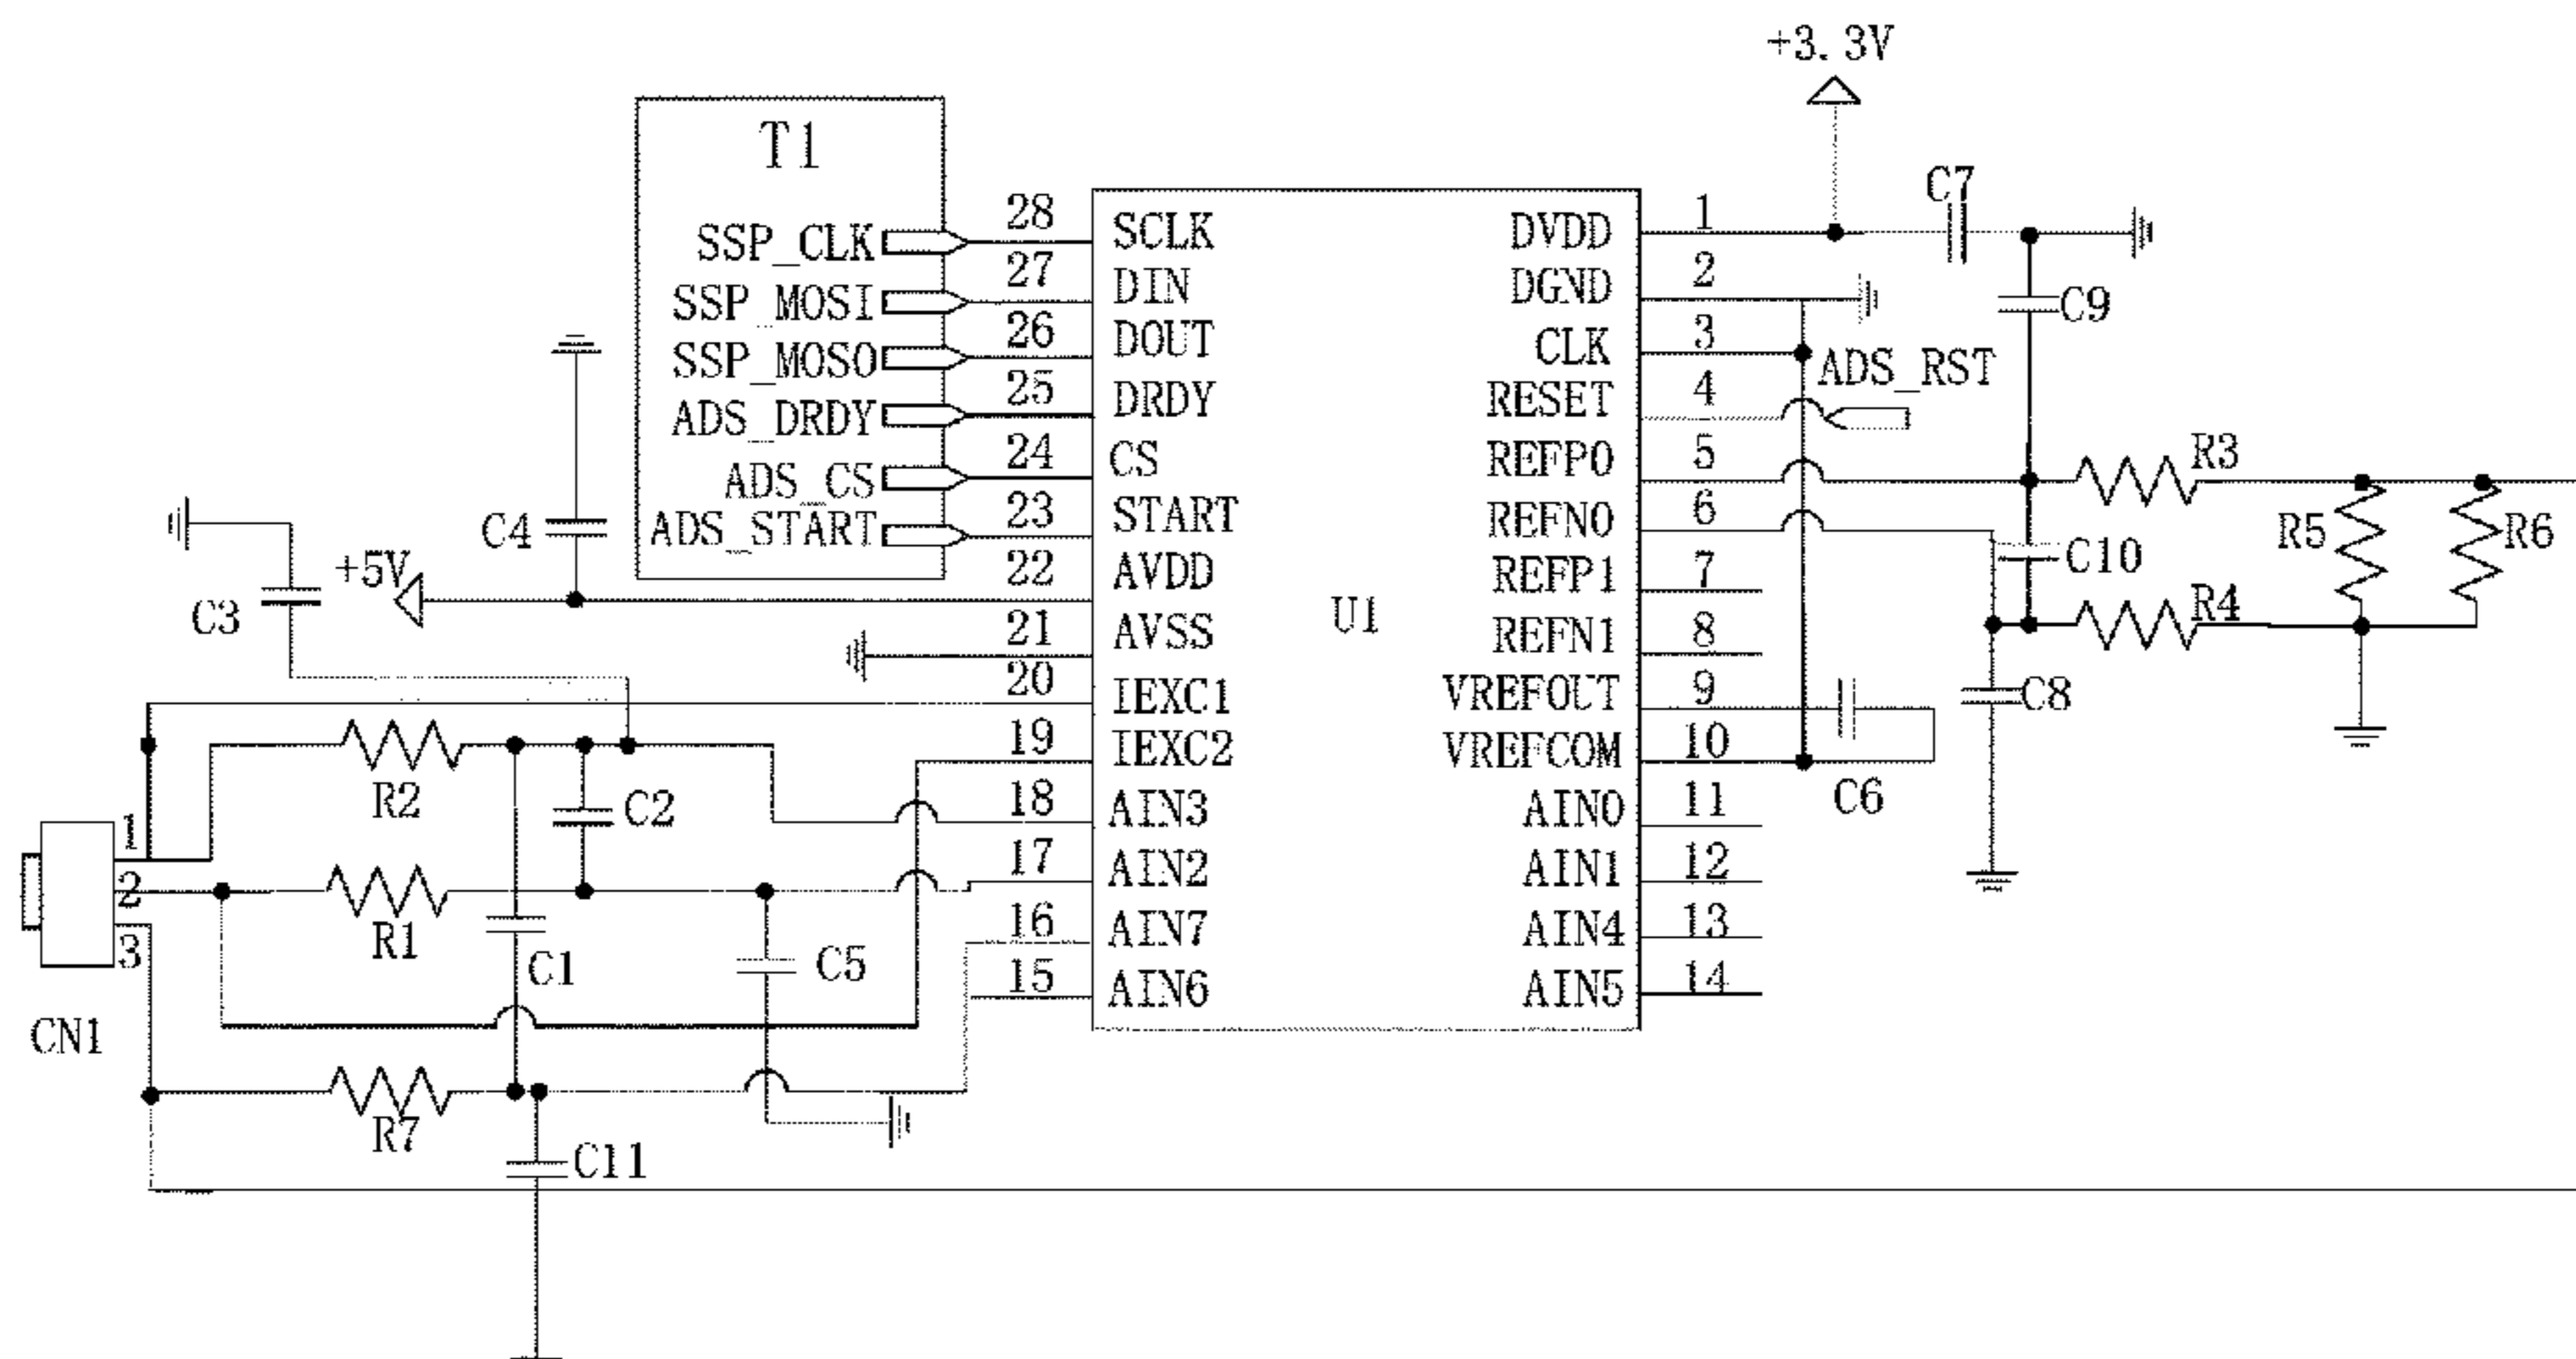 +3.3V
T1
C7
SSP_CLK
28
SCLK
DVDD
1
SSP_MOSI
27
DIN
DGND
2
C9
SSP_MOSO
26
DOUT
CLK
3
ADS_RST
ADS_DRDY
25
DRDY
RESET
4
ADS_CS
24
CS
REFP0
5
R3
ADS_START
23
START
REFN0
6
C4
R5
R6
+5V
22
AVDD
REFP1
7
C10
C3
21
AVSS
U1
REFN1
8
R4
20
IEXC1
VREFOUT
9
C8
19
IEXC2
VREFCOM
10
R2
C2
18
AIN3
AIN0
11
C6
1
17
AIN2
AIN1
12
2
R1
16
AIN7
AIN4
13
3
C1
C5
15
AIN6
AIN5
14
CN1
R7
C11